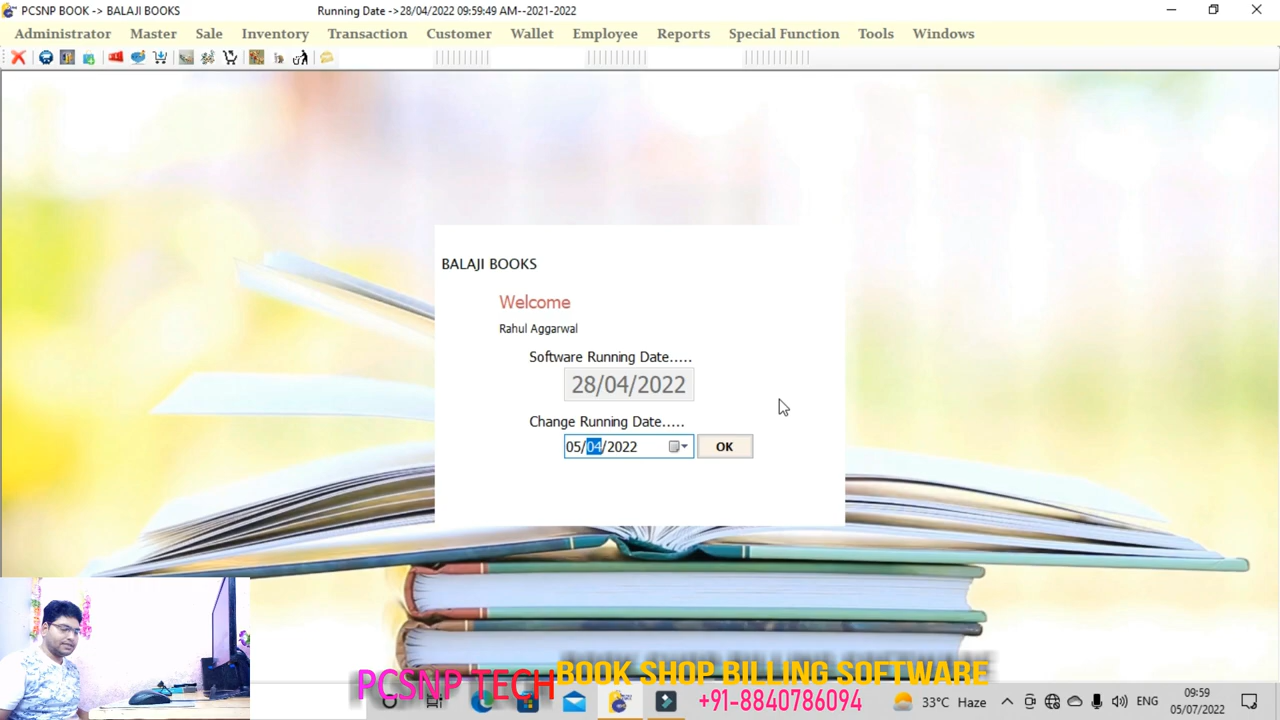 PCSNP BOOK -> BALAJI BOOKS
Running Date ->28/04/2022 09:59:49 AM--2021-2022
Administrator Master Sale Inventory Transaction Customer Wallet Employee Reports Special Function Tools Windows
BALAJI BOOKS
Welcome
Rahul Aggarwal
Software Running Date.....
28/04/2022
Change Running Date.....
05/04/2022 OK
PCSNP TECH
BOOK SHOP BILLING SOFTWARE
+91-8840786094
33°C Haze
ENG
09:59
05/07/2022